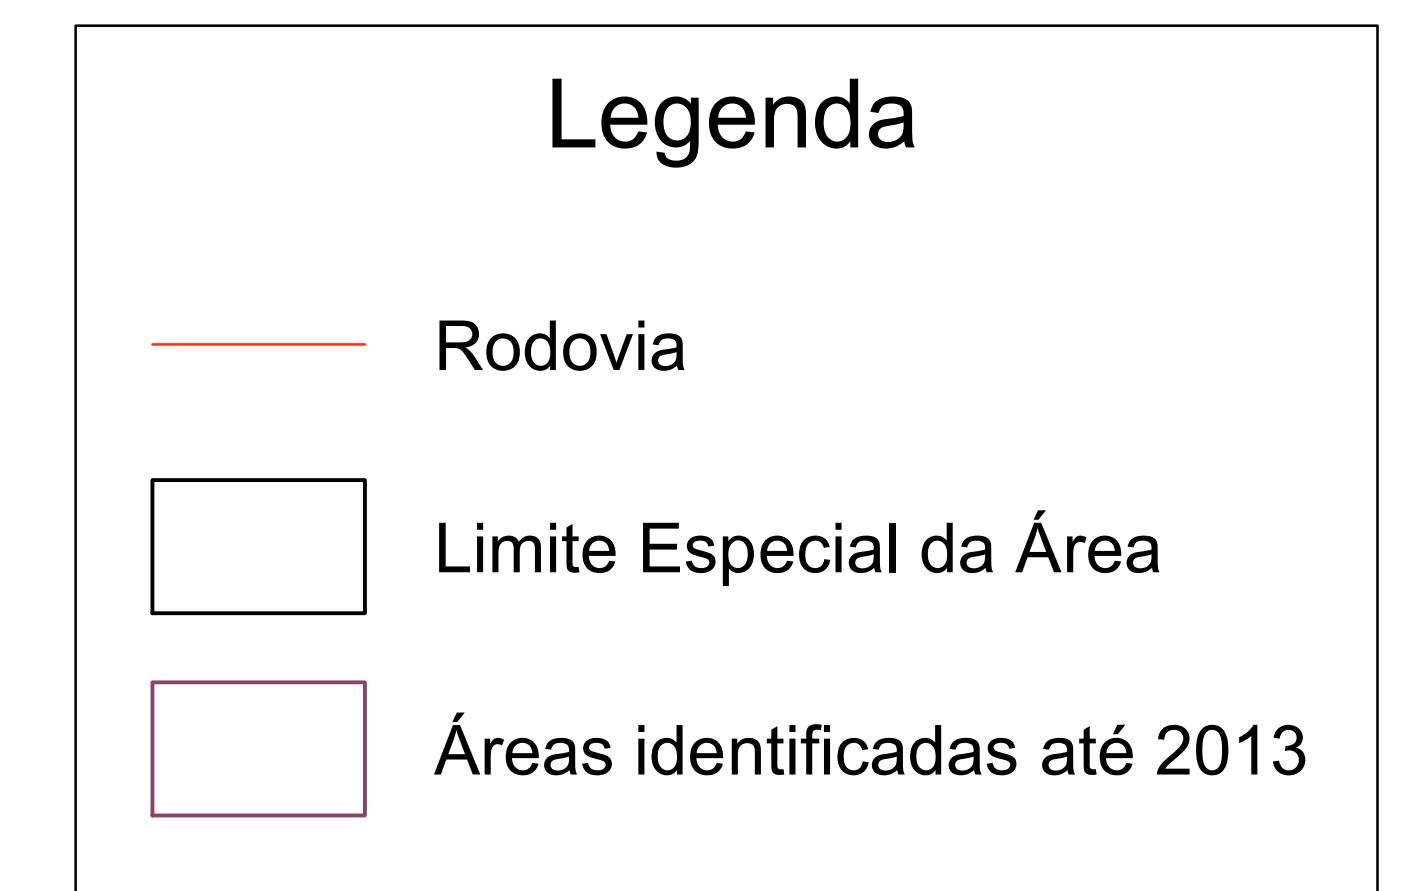 Legenda
Rodovia
Limite Especial da Área
Áreas identificadas até 2013